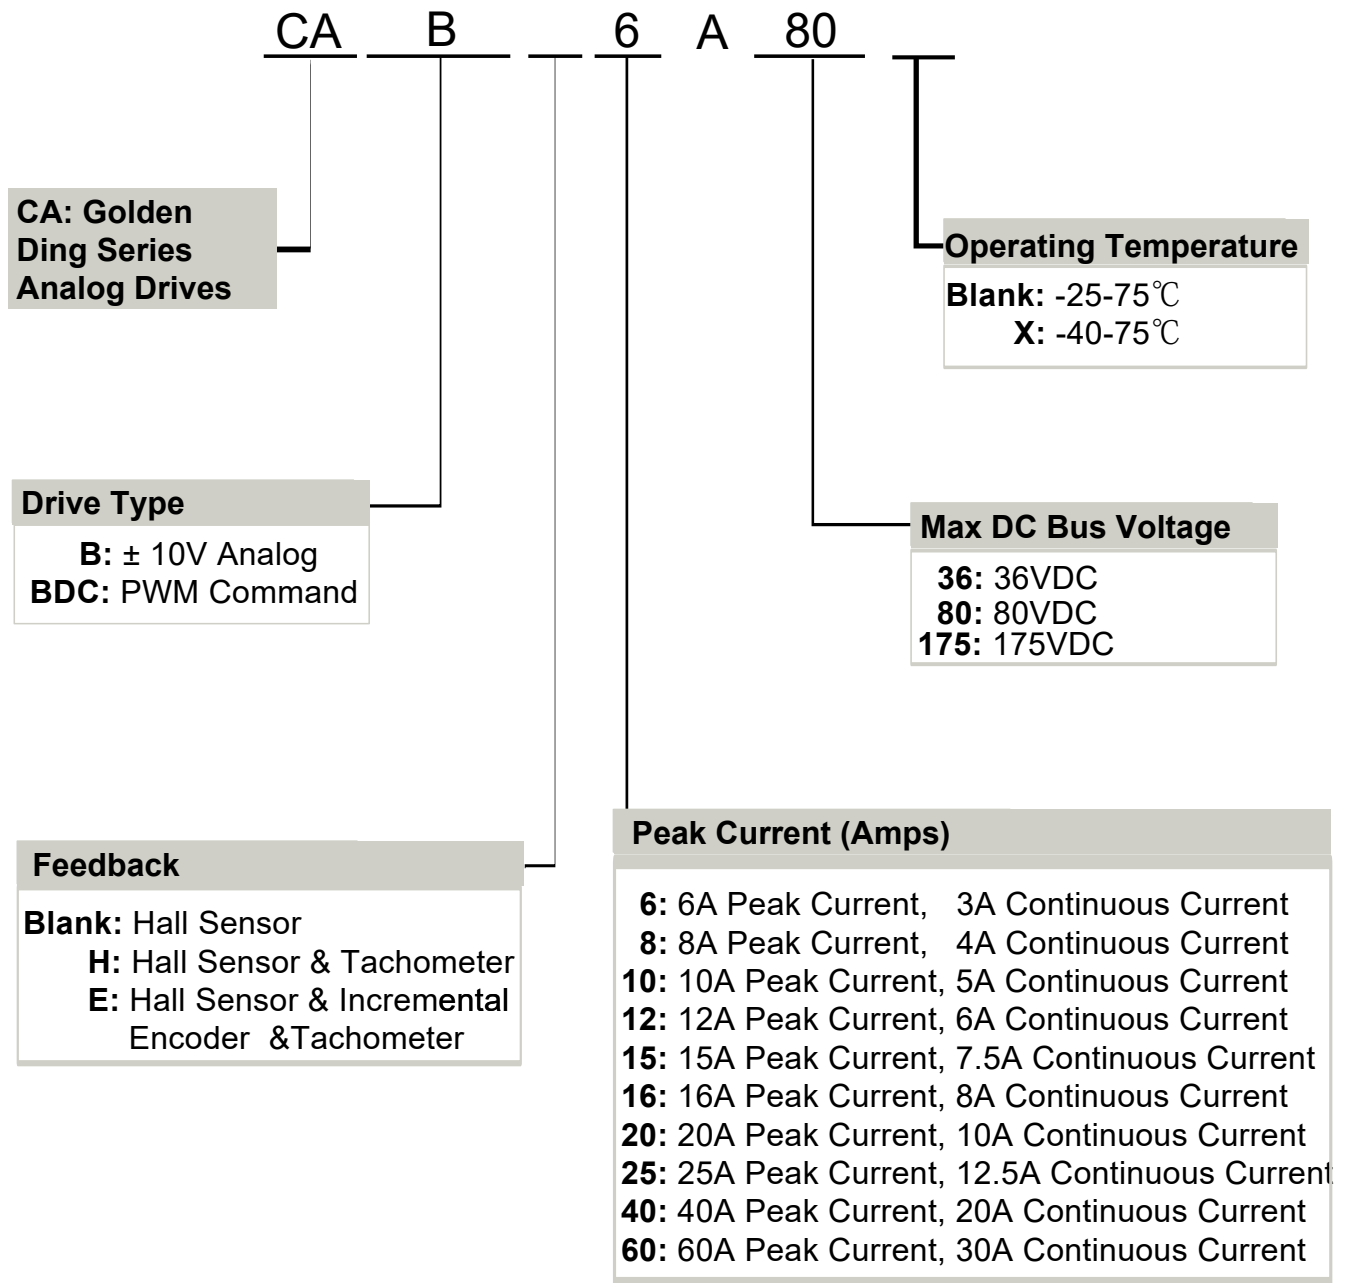 CA B 6 A 80
CA: Golden
Ding Series
Analog Drives
Operating Temperature
Blank: -25-75℃
X: -40-75℃
Drive Type
B: ± 10V Analog
BDC: PWM Command
Max DC Bus Voltage
36: 36VDC
80: 80VDC
175: 175VDC
Feedback
Blank: Hall Sensor
H: Hall Sensor & Tachometer
E: Hall Sensor & Incremental
Encoder &Tachometer
Peak Current (Amps)
6: 6A Peak Current, 3A Continuous Current
8: 8A Peak Current, 4A Continuous Current
10: 10A Peak Current, 5A Continuous Current
12: 12A Peak Current, 6A Continuous Current
15: 15A Peak Current, 7.5A Continuous Current
16: 16A Peak Current, 8A Continuous Current
20: 20A Peak Current, 10A Continuous Current
25: 25A Peak Current, 12.5A Continuous Current
40: 40A Peak Current, 20A Continuous Current
60: 60A Peak Current, 30A Continuous Current